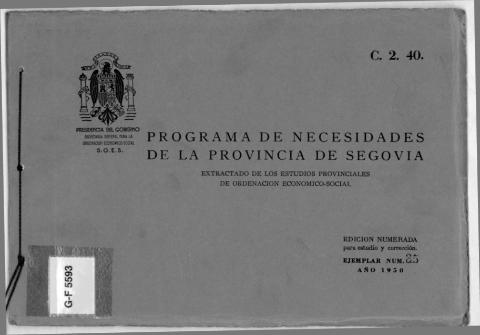 C. 2. 40.
PRESIDENCIA DEL GOBIERNO
SECRETARIA GENERAL PARA LA
ORDENACION ECONOMICO-SOCIAL
S.O.E.S.
PROGRAMA DE NECESIDADES
DE LA PROVINCIA DE SEGOVIA
EXTRACTADO DE LOS ESTUDIOS PROVINCIALES
DE ORDENACION ECONOMICO-SOCIAL
EDICION NUMERADA
para estudio y corrección.
EJEMPLAR NUM. 25
AÑO 1950
G-F 5593